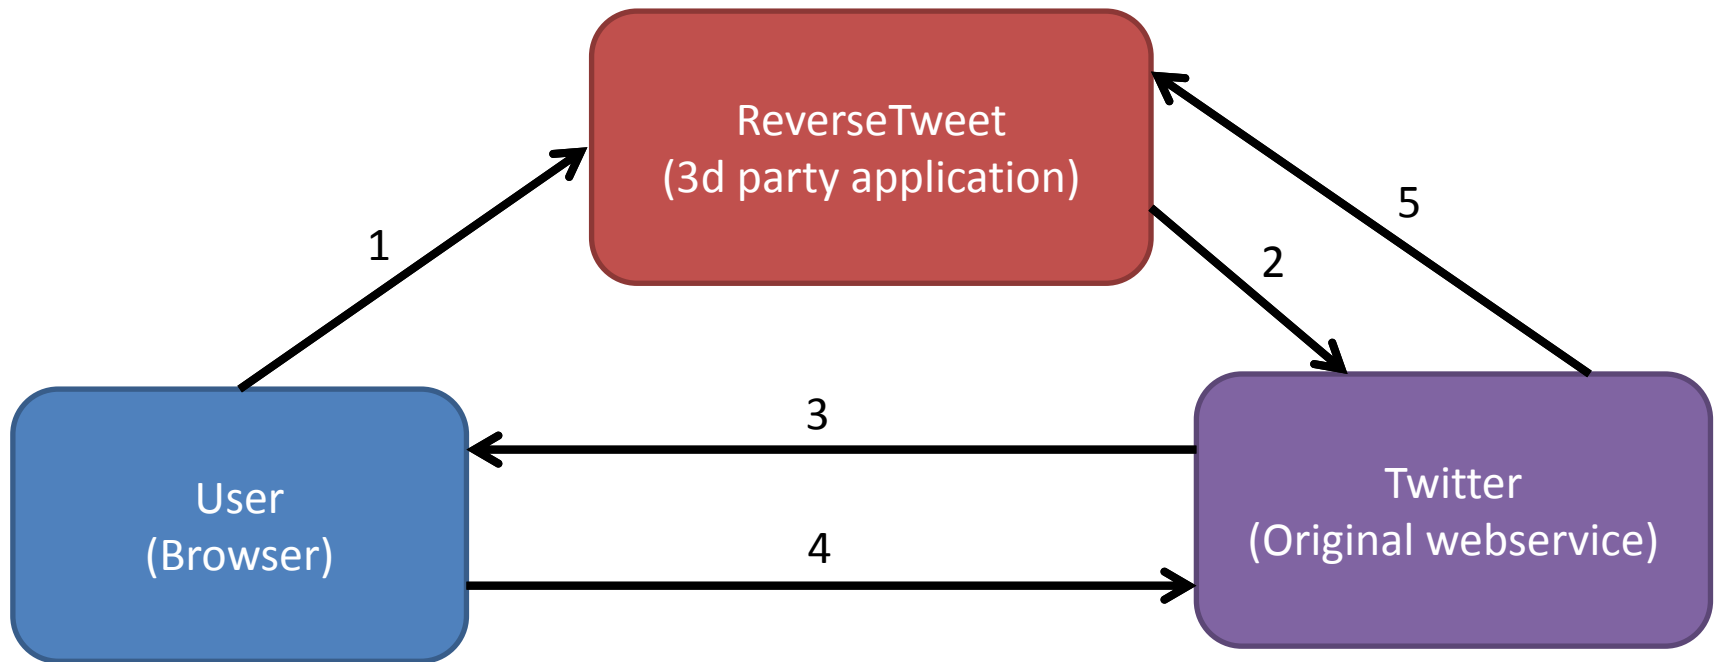 ReverseTweet
(3d party application)
1
5
2
3
User
(Browser)
Twitter
(Original webservice)
4